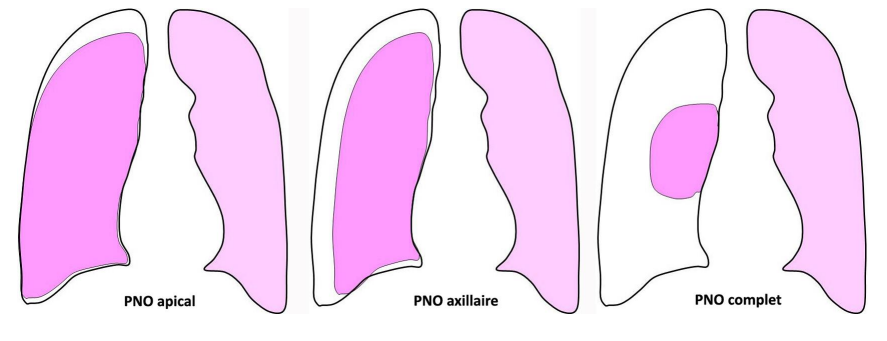 PNO apical
PNO axillaire
PNO complet